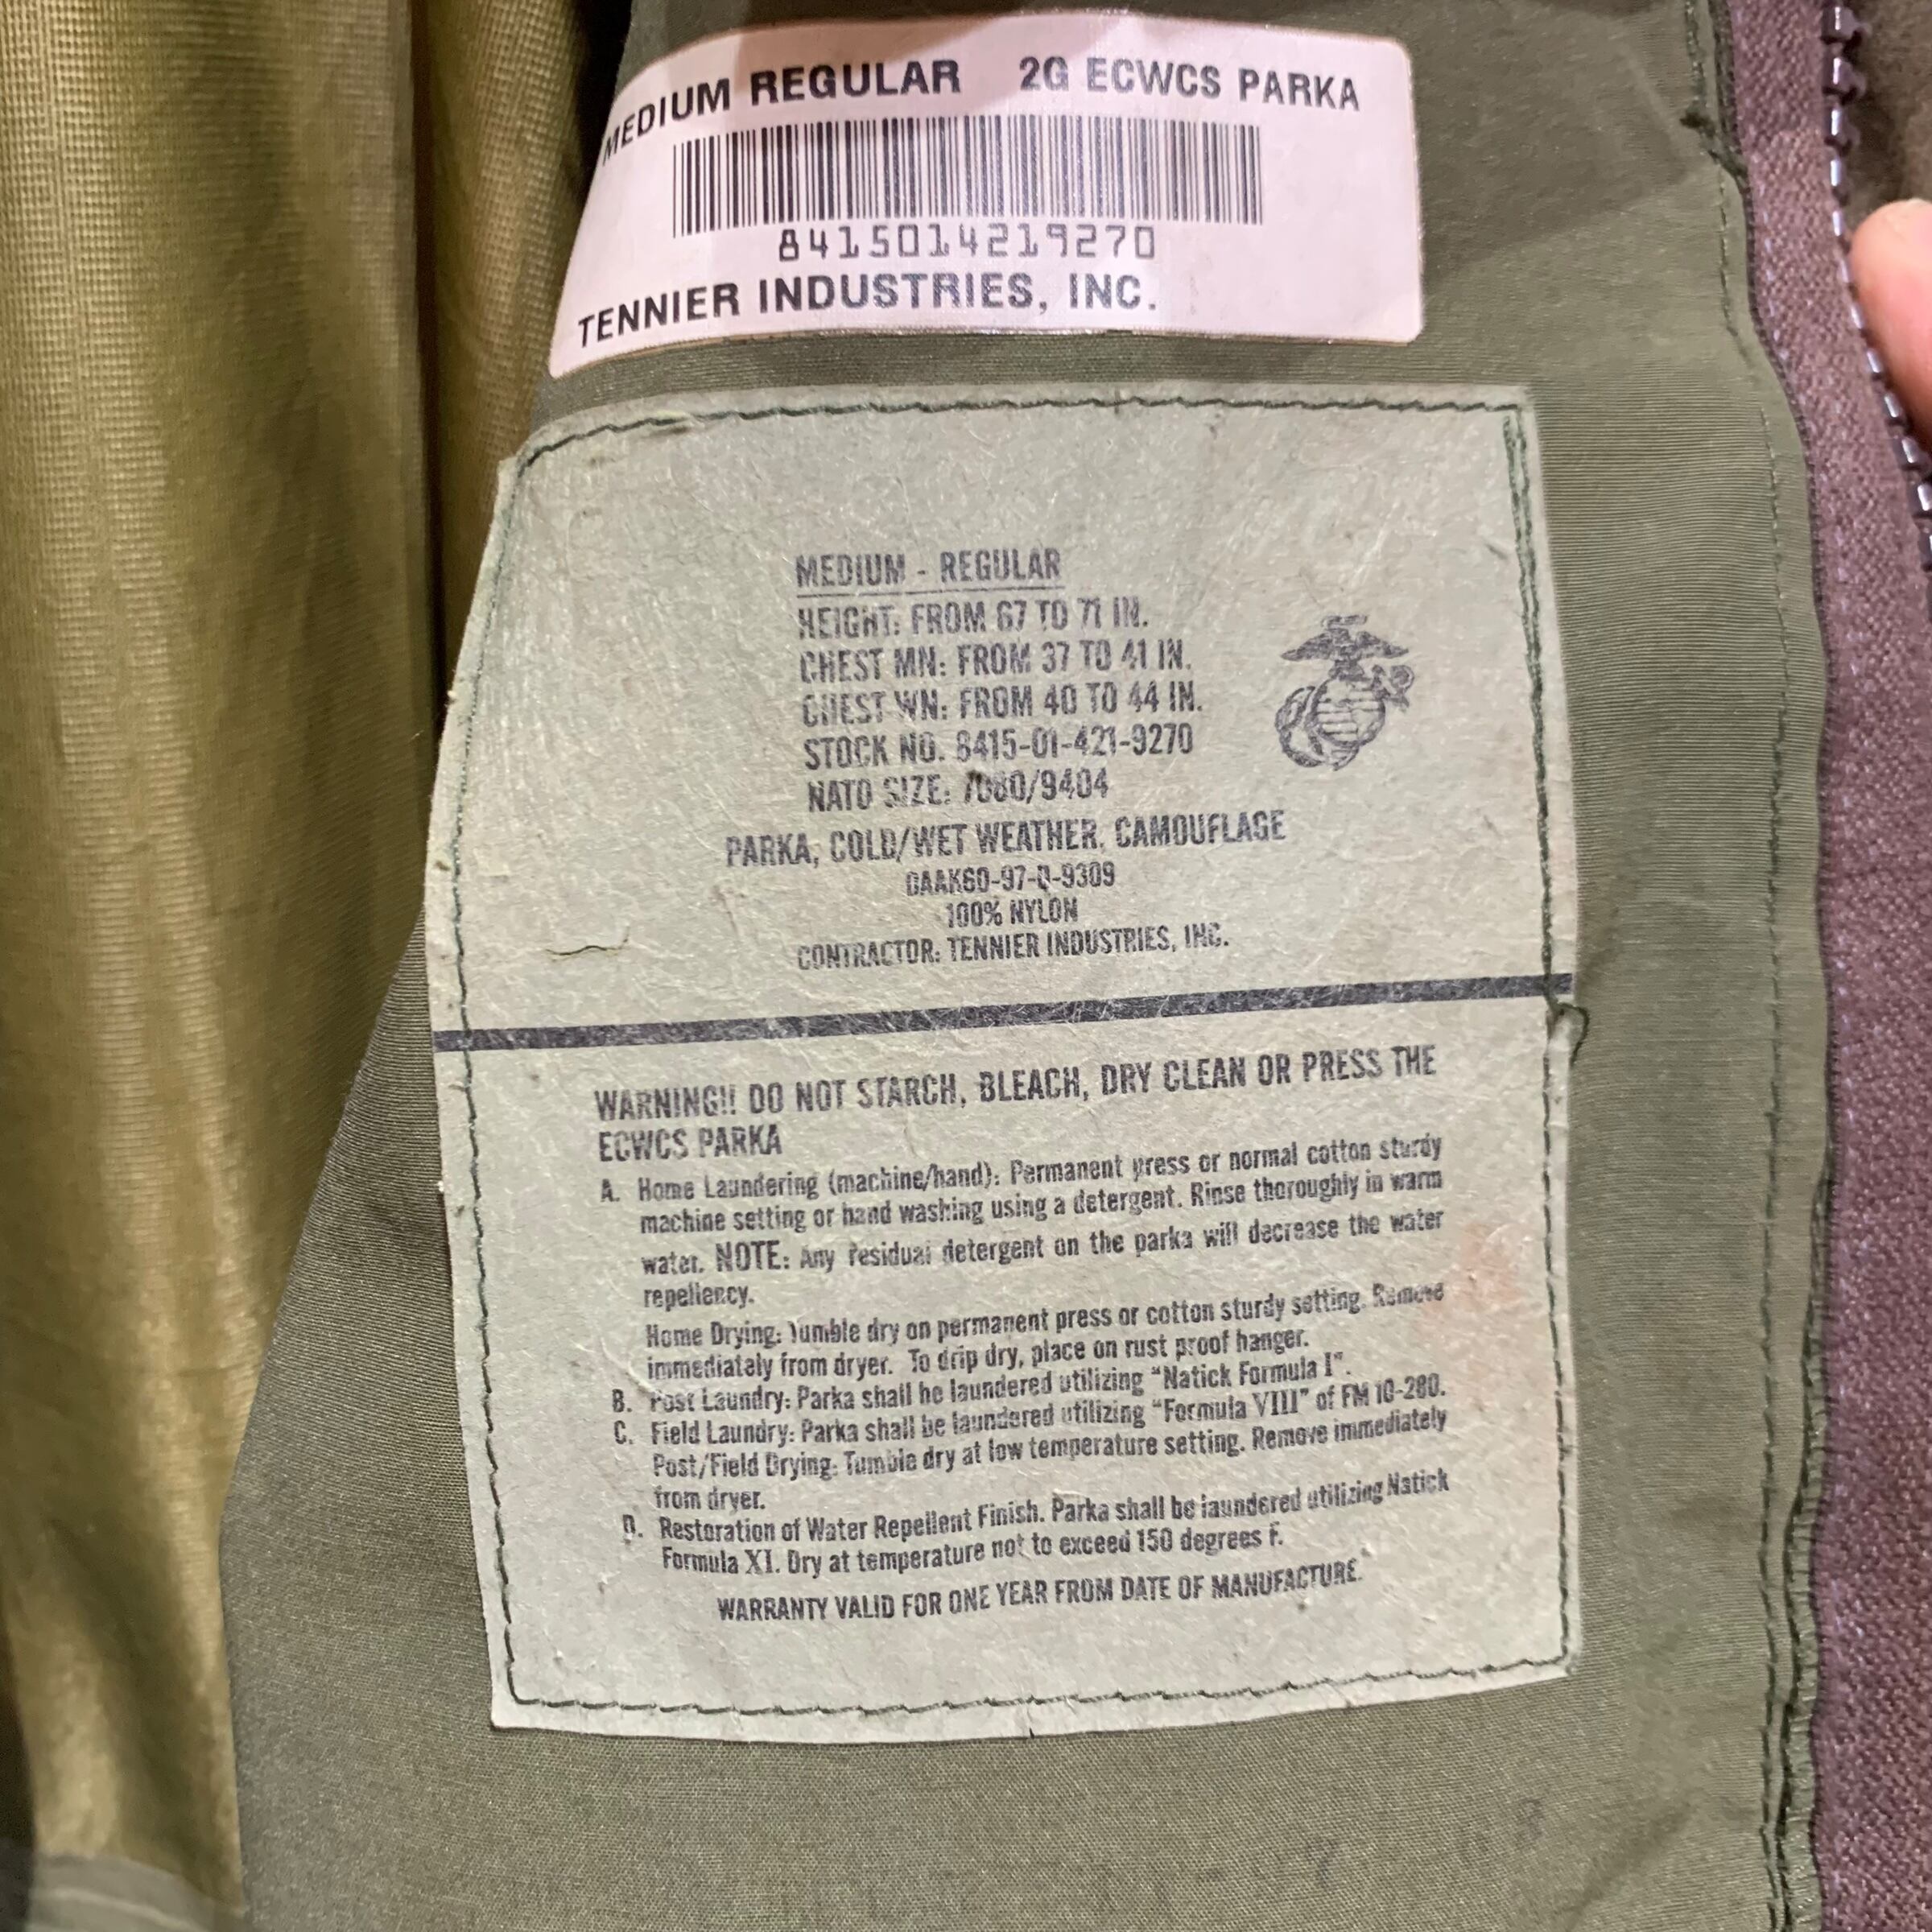 MEDIUM REGULAR 2G ECWCS PARKA
8415014219270
TENNIER INDUSTRIES, INC.
MEDIUM - REGULAR
HEIGHT: FROM 67 TO 71 IN.
CHEST MN: FROM 37 TO 41 IN.
CHEST WN: FROM 40 TO 44 IN.
STOCK NO. 8415-01-421-9270
NATO SIZE: 7080/9404
PARKA, COLD/WET WEATHER, CAMOUFLAGE
DAAK60-97-D-9309
100% NYLON
CONTRACTOR: TENNIER INDUSTRIES, INC.
WARNING!! DO NOT STARCH, BLEACH, DRY CLEAN OR PRESS THE
ECWCS PARKA
A. Home Laundering (machine/hand): Permanent press or normal cotton sturdy
machine setting or hand washing using a detergent. Rinse thoroughly in warm
water. NOTE: Any residual detergent on the parka will decrease the water
repellency.
Home Drying: Tumble dry on permanent press or cotton sturdy setting. Remove
immediately from dryer. To drip dry, place on rust proof hanger.
B. Post Laundry: Parka shall be laundered utilizing "Natick Formula I".
C. Field Laundry: Parka shall be laundered utilizing "Formula VIII" of FM 10-280.
Post/Field Drying: Tumble dry at low temperature setting. Remove immediately
from dryer.
D. Restoration of Water Repellent Finish. Parka shall be laundered utilizing Natick
Formula XI. Dry at temperature not to exceed 150 degrees F.
WARRANTY VALID FOR ONE YEAR FROM DATE OF MANUFACTURE.